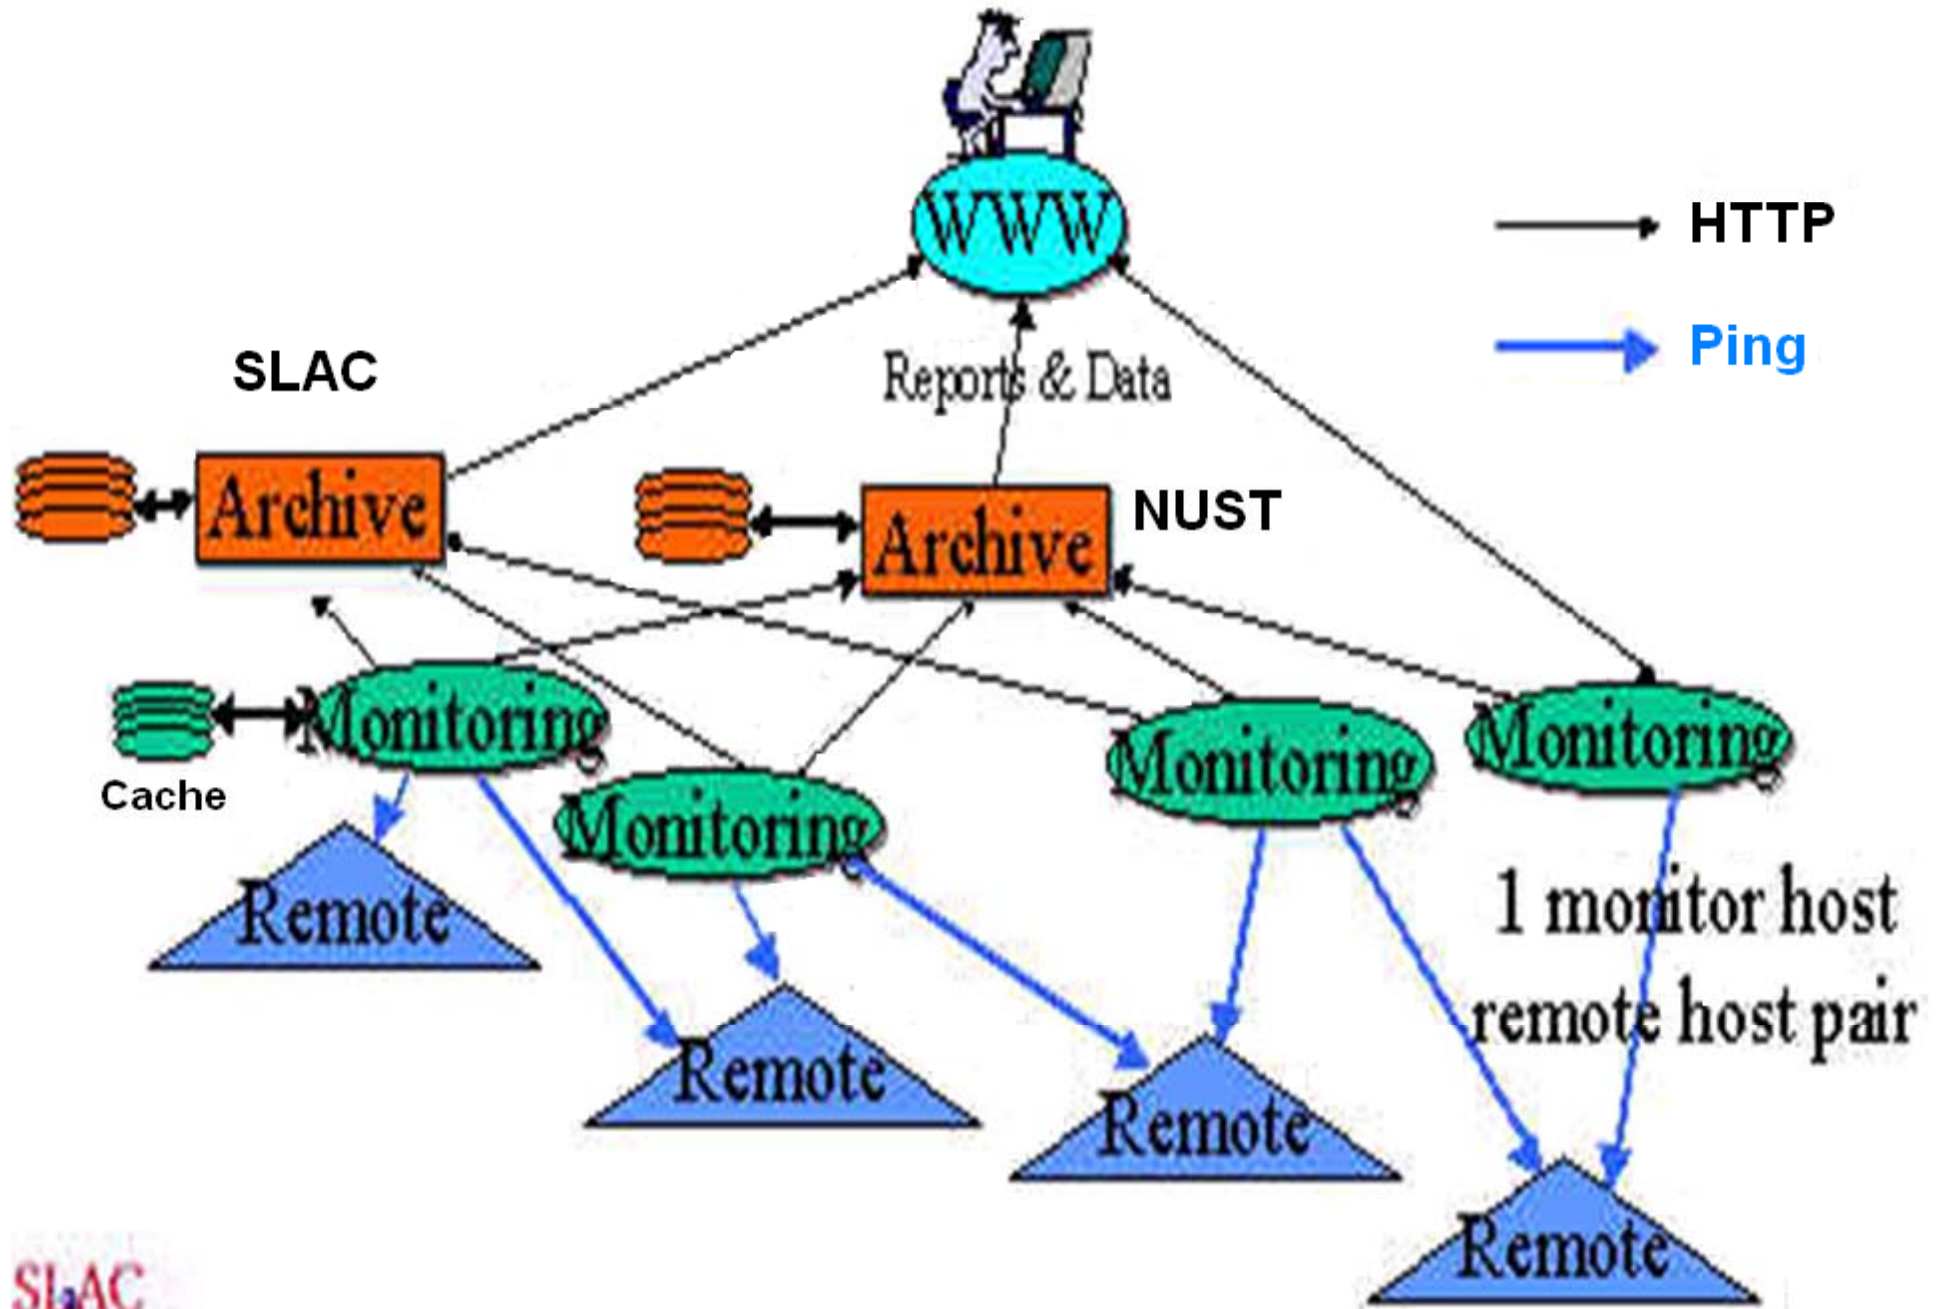 WWW
HTTP
Ping
Reports & Data
SLAC
Archive
Archive
NUST
Monitoring
Monitoring
Monitoring
Monitoring
Cache
Remote
Remote
Remote
Remote
1 monitor host
remote host pair
SLAC